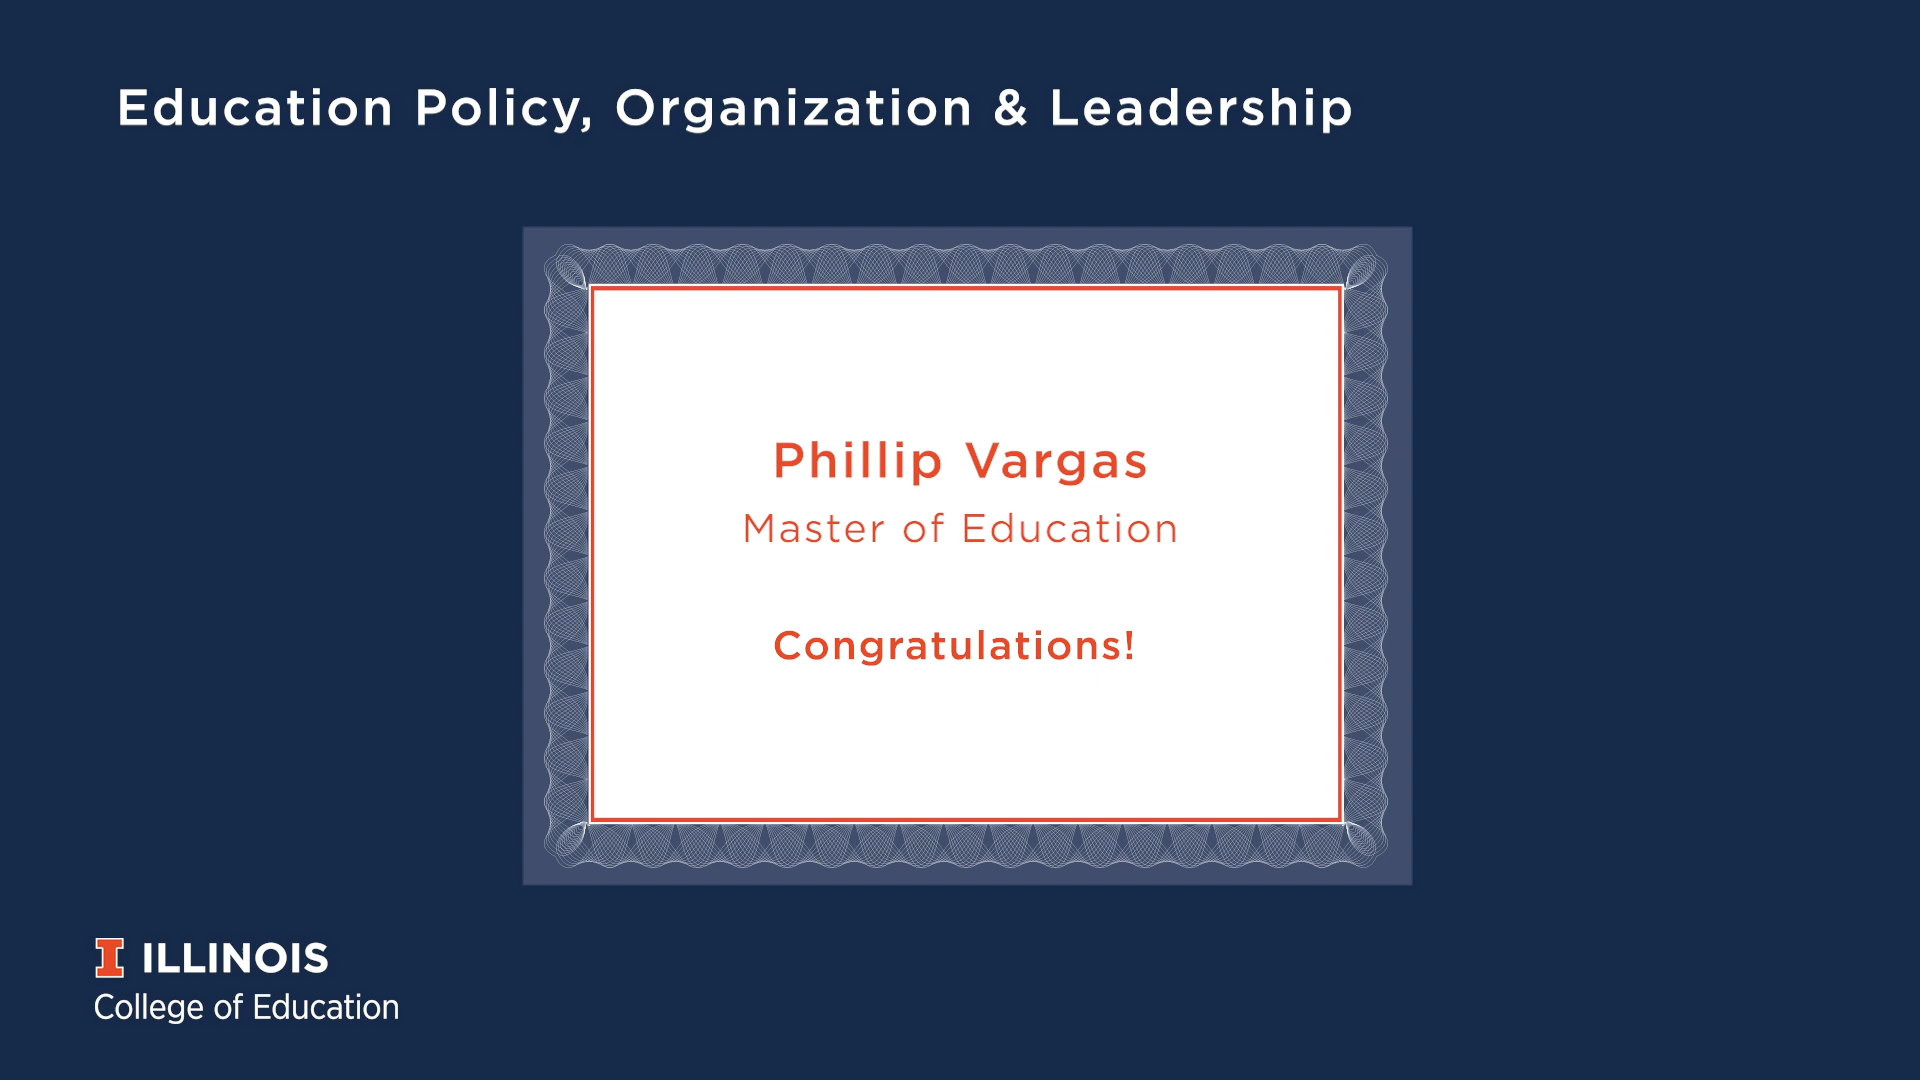 Education Policy, Organization & Leadership
Phillip Vargas
Master of Education
Congratulations!
I ILLINOIS
College of Education